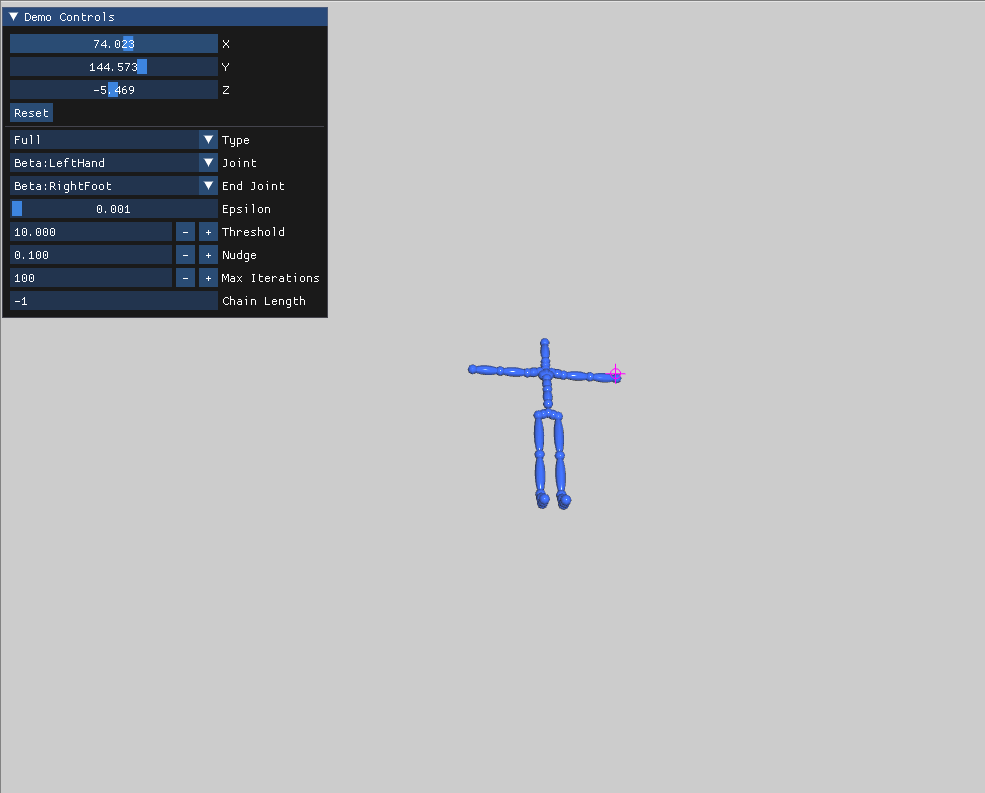 Demo Controls
74.023 X
144.573 Y
-5.469 Z
Reset
Full Type
Beta:LeftHand Joint
Beta:RightFoot End Joint
0.001 Epsilon
10.000 - + Threshold
0.100 - + Nudge
100 - + Max Iterations
-1 Chain Length